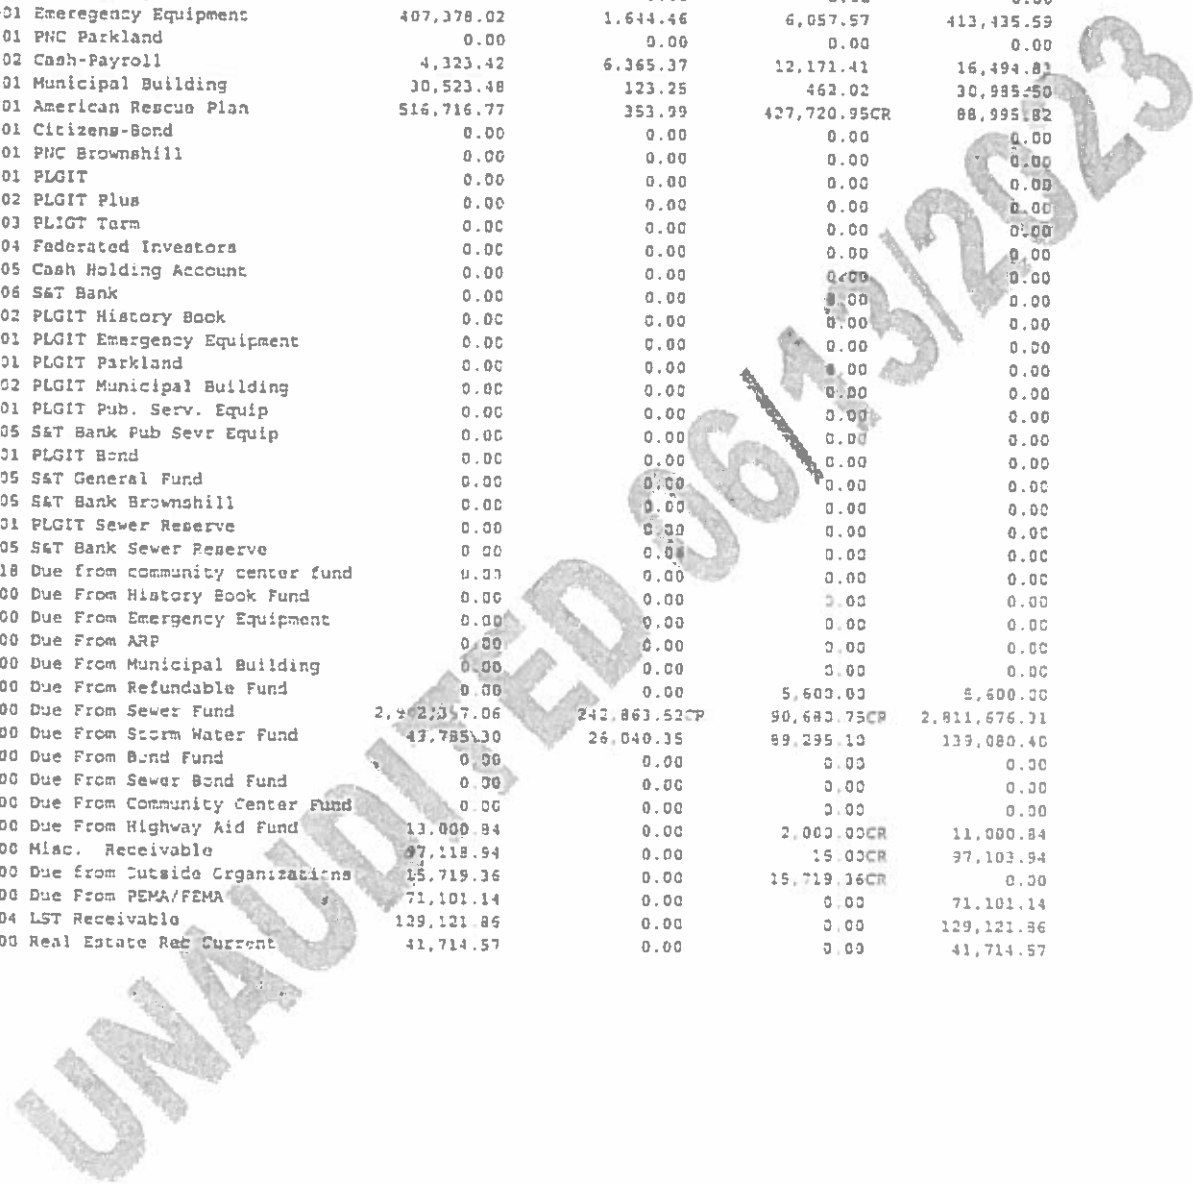 01 Emeregency Equipment 407,378.02 1,644.46 6,057.57 413,435.59
01 PNC Parkland 0.00 0.00 0.00 0.00
02 Cash-Payroll 4,323.42 6,365.37 12,171.41 16,494.83
01 Municipal Building 30,523.48 123.25 462.02 30,985.50
01 American Rescue Plan 516,716.77 353.99 427,720.95CR 88,995.82
01 Citizens-Bond 0.00 0.00 0.00 0.00
01 PNC Brownshill 0.00 0.00 0.00 0.00
01 PLGIT 0.00 0.00 0.00 0.00
02 PLGIT Plus 0.00 0.00 0.00 0.00
03 PLIGT Term 0.00 0.00 0.00 0.00
04 Federated Investors 0.00 0.00 0.00 0.00
05 Cash Holding Account 0.00 0.00 0.00 0.00
06 S&T Bank 0.00 0.00 0.00 0.00
02 PLGIT History Book 0.00 0.00 0.00 0.00
01 PLGIT Emergency Equipment 0.00 0.00 0.00 0.00
01 PLGIT Parkland 0.00 0.00 0.00 0.00
02 PLGIT Municipal Building 0.00 0.00 0.00 0.00
01 PLGIT Pub. Serv. Equip 0.00 0.00 0.00 0.00
05 S&T Bank Pub Sevr Equip 0.00 0.00 0.00 0.00
01 PLGIT Bond 0.00 0.00 0.00 0.00
05 S&T General Fund 0.00 0.00 0.00 0.00
05 S&T Bank Brownshill 0.00 0.00 0.00 0.00
01 PLGIT Sewer Reserve 0.00 0.00 0.00 0.00
05 S&T Bank Sewer Reserve 0.00 0.00 0.00 0.00
18 Due from community center fund 0.00 0.00 0.00 0.00
00 Due From History Book Fund 0.00 0.00 0.00 0.00
00 Due From Emergency Equipment 0.00 0.00 0.00 0.00
00 Due From ARP 0.00 0.00 0.00 0.00
00 Due From Municipal Building 0.00 0.00 0.00 0.00
00 Due From Refundable Fund 0.00 0.00 5,600.00 5,600.00
00 Due From Sewer Fund 242,863.52CR 90,680.75CR 2,811,676.31
00 Due From Storm Water Fund 26,040.35 139,080.40
00 Due From Bond Fund 0.00 0.00 0.00 0.00
00 Due From Sewer Bond Fund 0.00 0.00 0.00 0.00
00 Due From Community Center Fund 0.00 0.00 0.00 0.00
00 Due From Highway Aid Fund 13,000.84 0.00 2,000.00CR 11,000.84
00 Misc. Receivable 97,118.94 0.00 15.00CR 97,103.94
00 Due from Outside Organizations 15,719.36 0.00 15,719.36CR 0.00
00 Due From PEMA/FEMA 71,101.14 0.00 0.00 71,101.14
04 LST Receivable 129,121.86 0.00 0.00 129,121.86
00 Real Estate Rec Current 41,714.57 0.00 0.00 41,714.57
UNAUDITED 06/13/2023